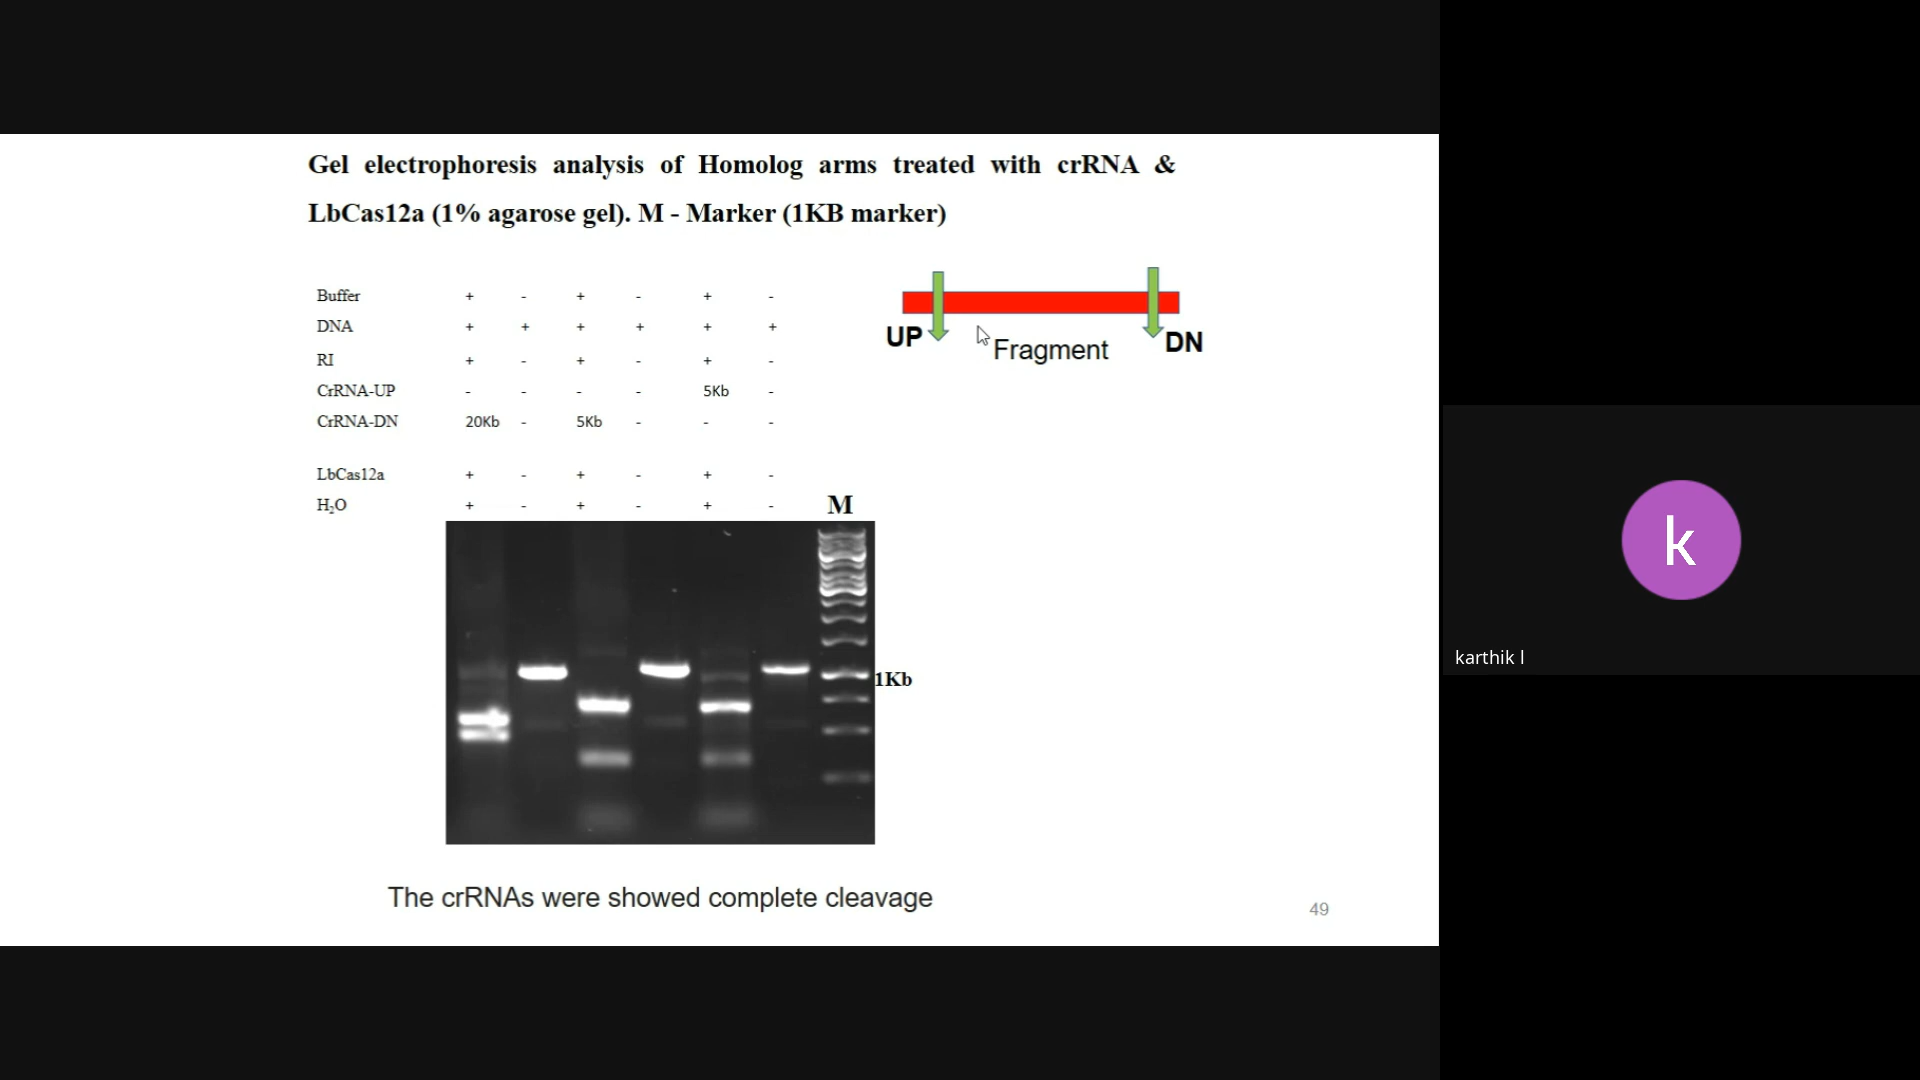 Gel electrophoresis analysis of Homolog arms treated with crRNA &
LbCas12a (1% agarose gel). M - Marker (1KB marker)
Buffer + - + - + -
DNA + + + + + +
RI + - + - + -
CrRNA-UP - - - - 5Kb -
CrRNA-DN 20Kb - 5Kb - - -
LbCas12a + - + - + -
H₂O + - + - + -
M
1Kb
UP
Fragment
DN
The crRNAs were showed complete cleavage
49
k
karthik l